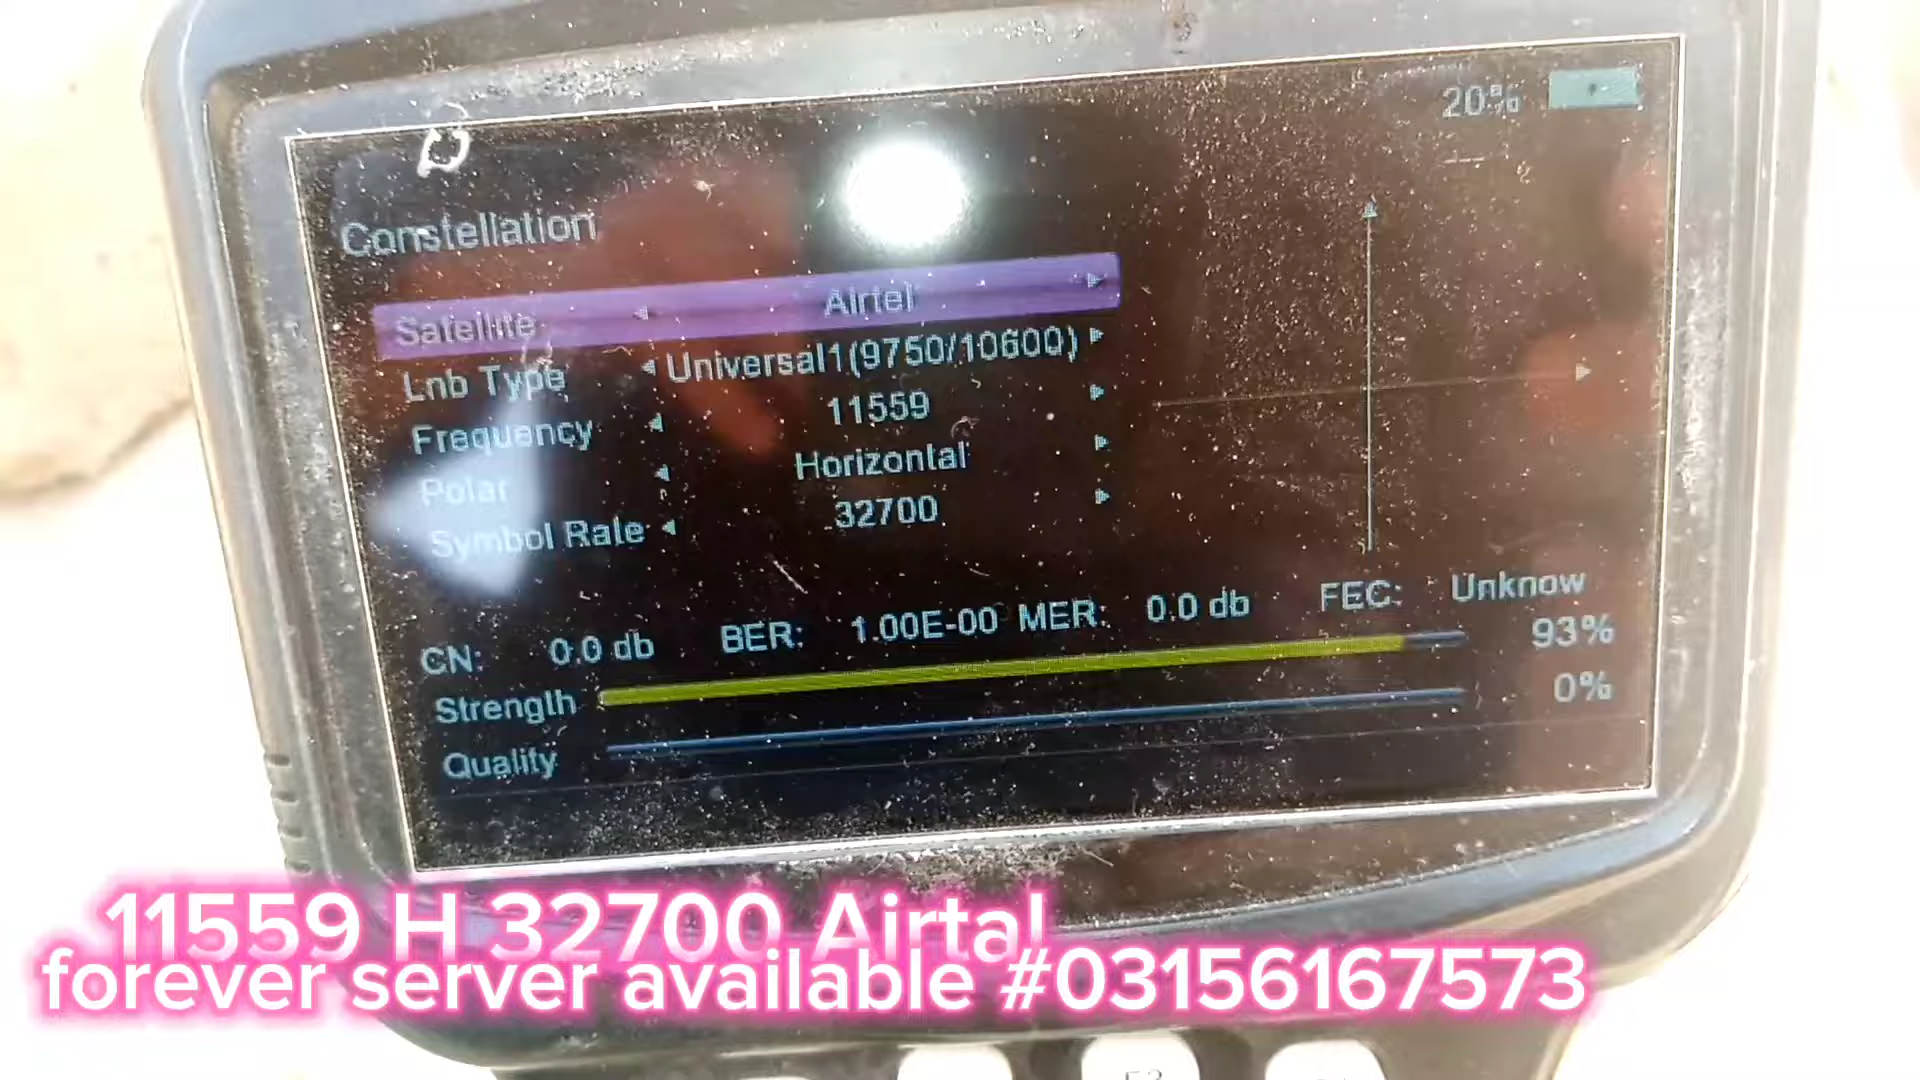 20%
Constellation
Satellite Airtel
Lnb Type Universal1(9750/10600)
Frequency 11559
Polar Horizontal
Symbol Rate 32700
CN: 0.0 db BER: 1.00E-00 MER: 0.0 db FEC: Unknow
Strength 93%
Quality 0%
11559 H 32700 Airtal
forever server available #03156167573